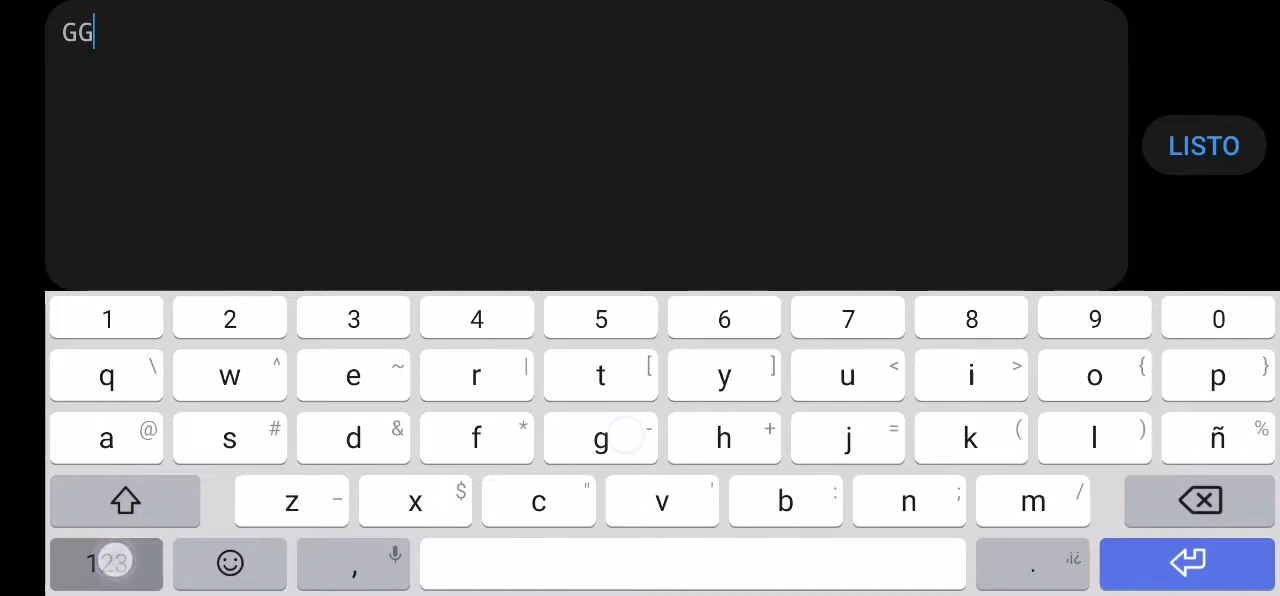 GG
LISTO
1 2 3 4 5 6 7 8 9 0
q \ w ^ e ~ r | t [ y ] u < i > o { p }
a @ s # d & f * g - h + j = k ( l ) ñ %
z _ x $ c " v ' b : n ; m /
123 , . ,i¿